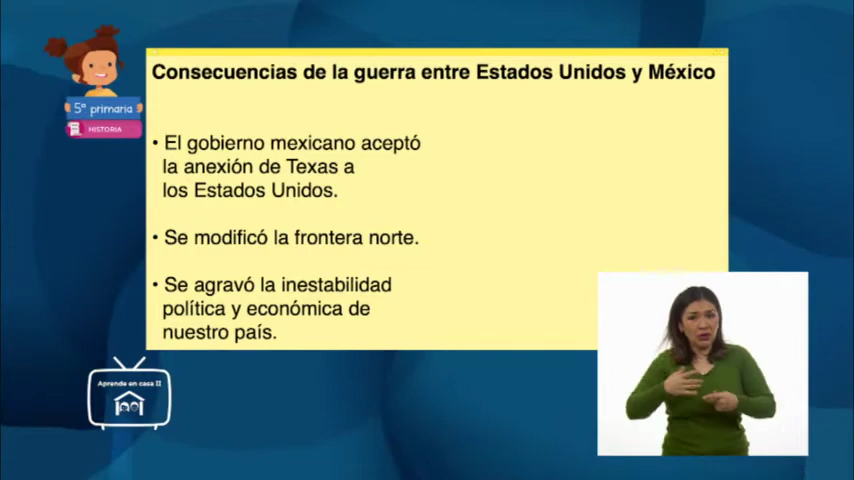 Consecuencias de la guerra entre Estados Unidos y México
5ª primaria
HISTORIA
• El gobierno mexicano aceptó
la anexión de Texas a
los Estados Unidos.
• Se modificó la frontera norte.
• Se agravó la inestabilidad
política y económica de
nuestro país.
Aprende en casa II